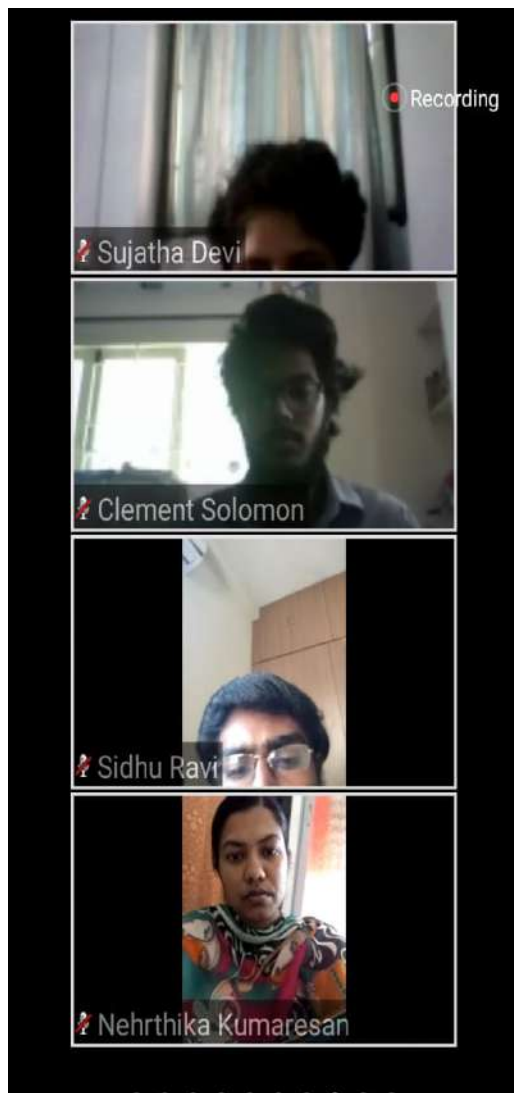 Recording
Sujatha Devi
Clement Solomon
Sidhu Ravi
Nehrthika Kumaresan